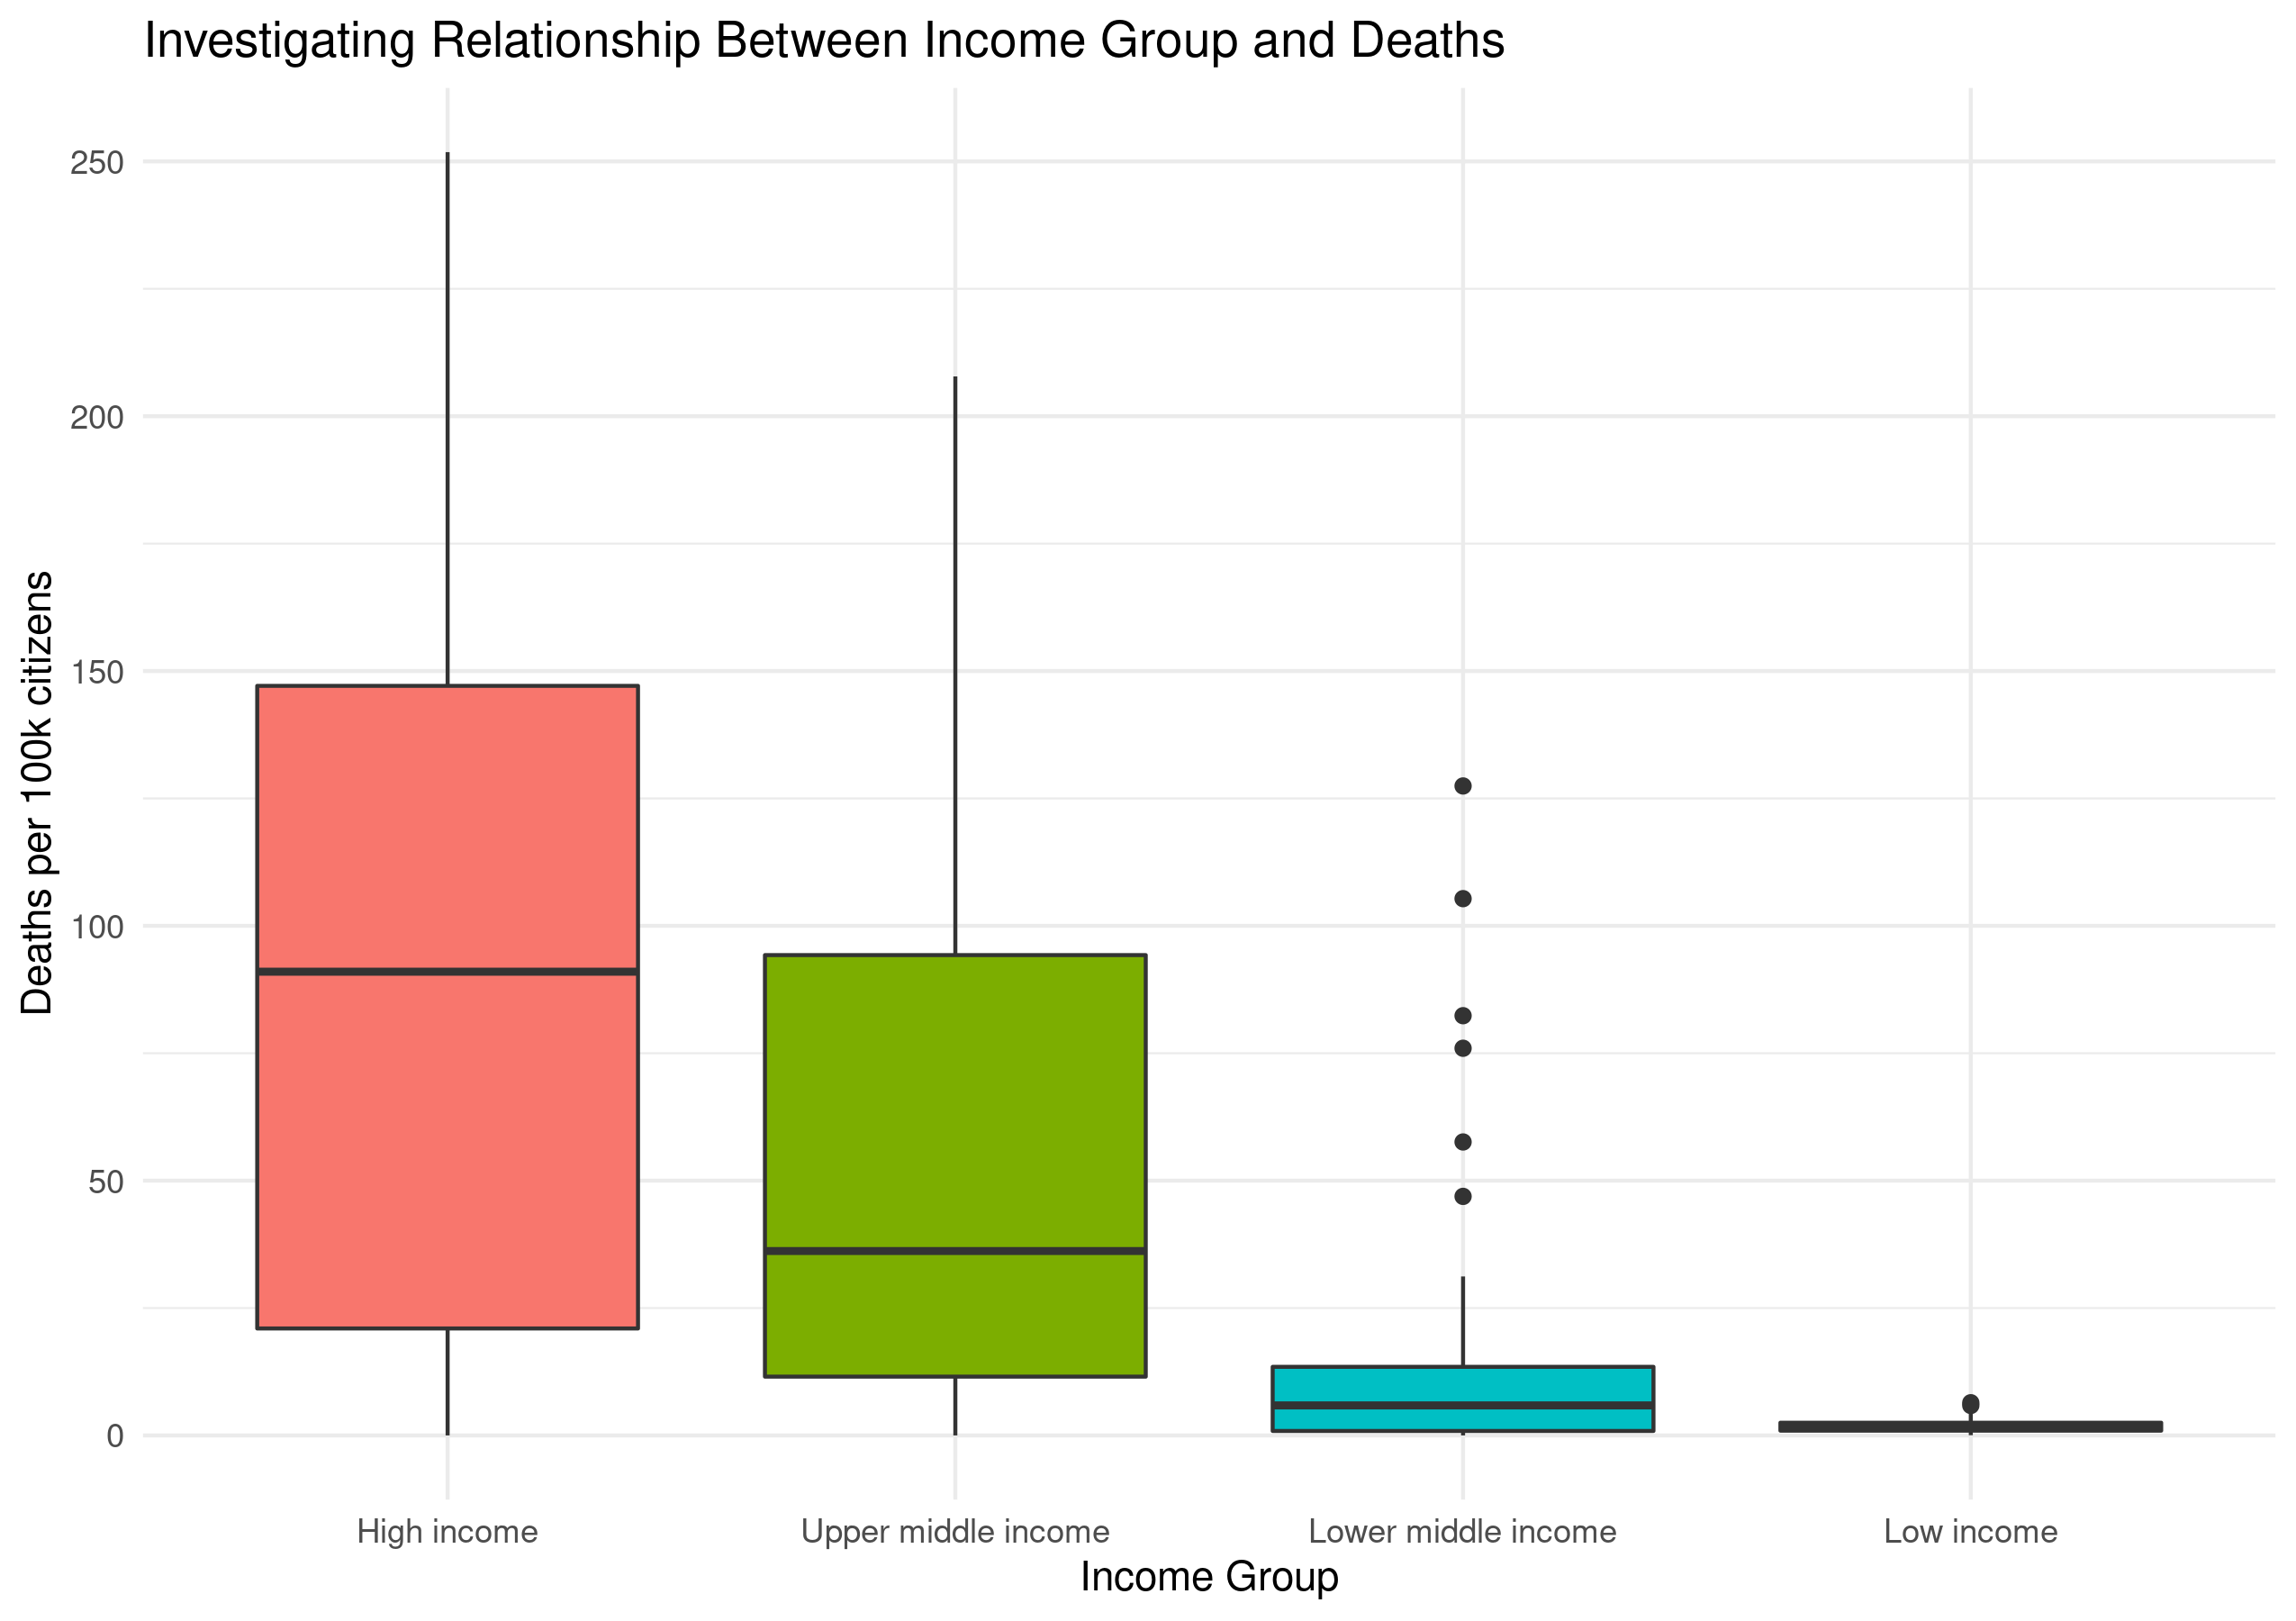 Investigating Relationship Between Income Group and Deaths
Deaths per 100k citizens
250
200
150
100
50
0
High income
Upper middle income
Lower middle income
Low income
Income Group